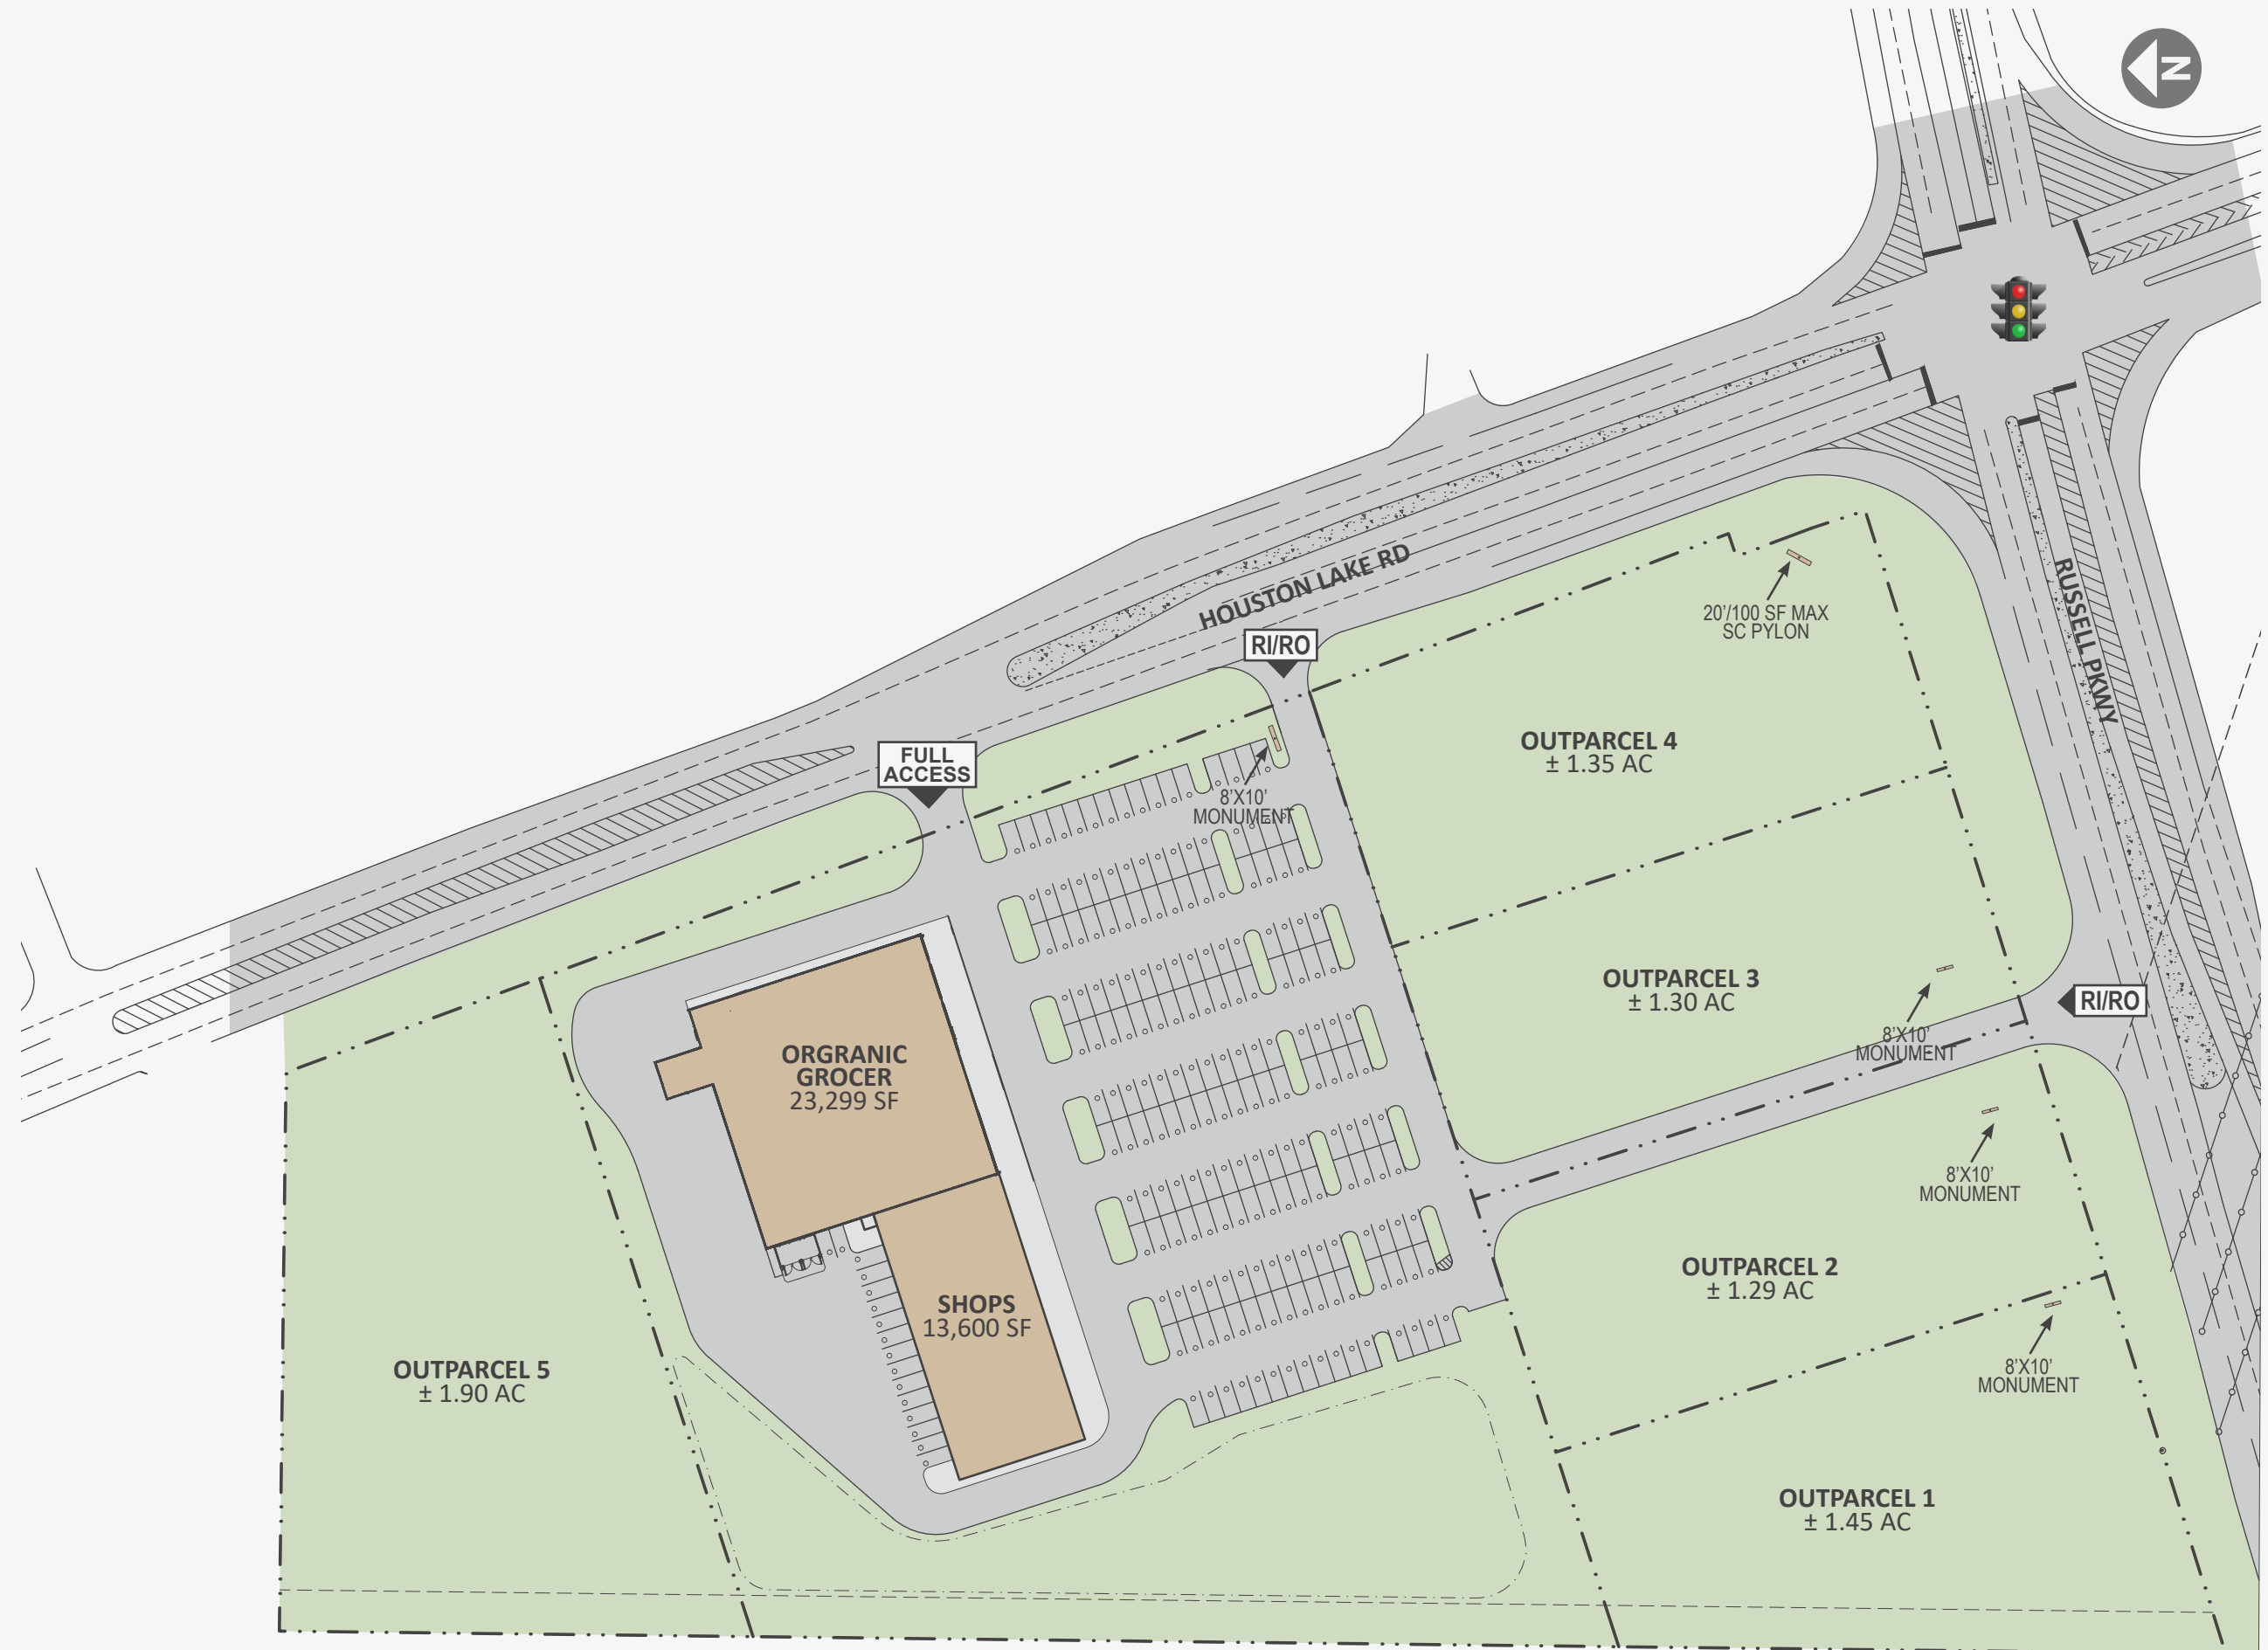 N
HOUSTON LAKE RD
RUSSELL PKWY
RI/RO
FULL
ACCESS
20'/100 SF MAX
SC PYLON
OUTPARCEL 4
± 1.35 AC
8'X10'
MONUMENT
OUTPARCEL 3
± 1.30 AC
RI/RO
8'X10'
MONUMENT
ORGRANIC
GROCER
23,299 SF
8'X10'
MONUMENT
OUTPARCEL 2
± 1.29 AC
SHOPS
13,600 SF
8'X10'
MONUMENT
OUTPARCEL 5
± 1.90 AC
OUTPARCEL 1
± 1.45 AC